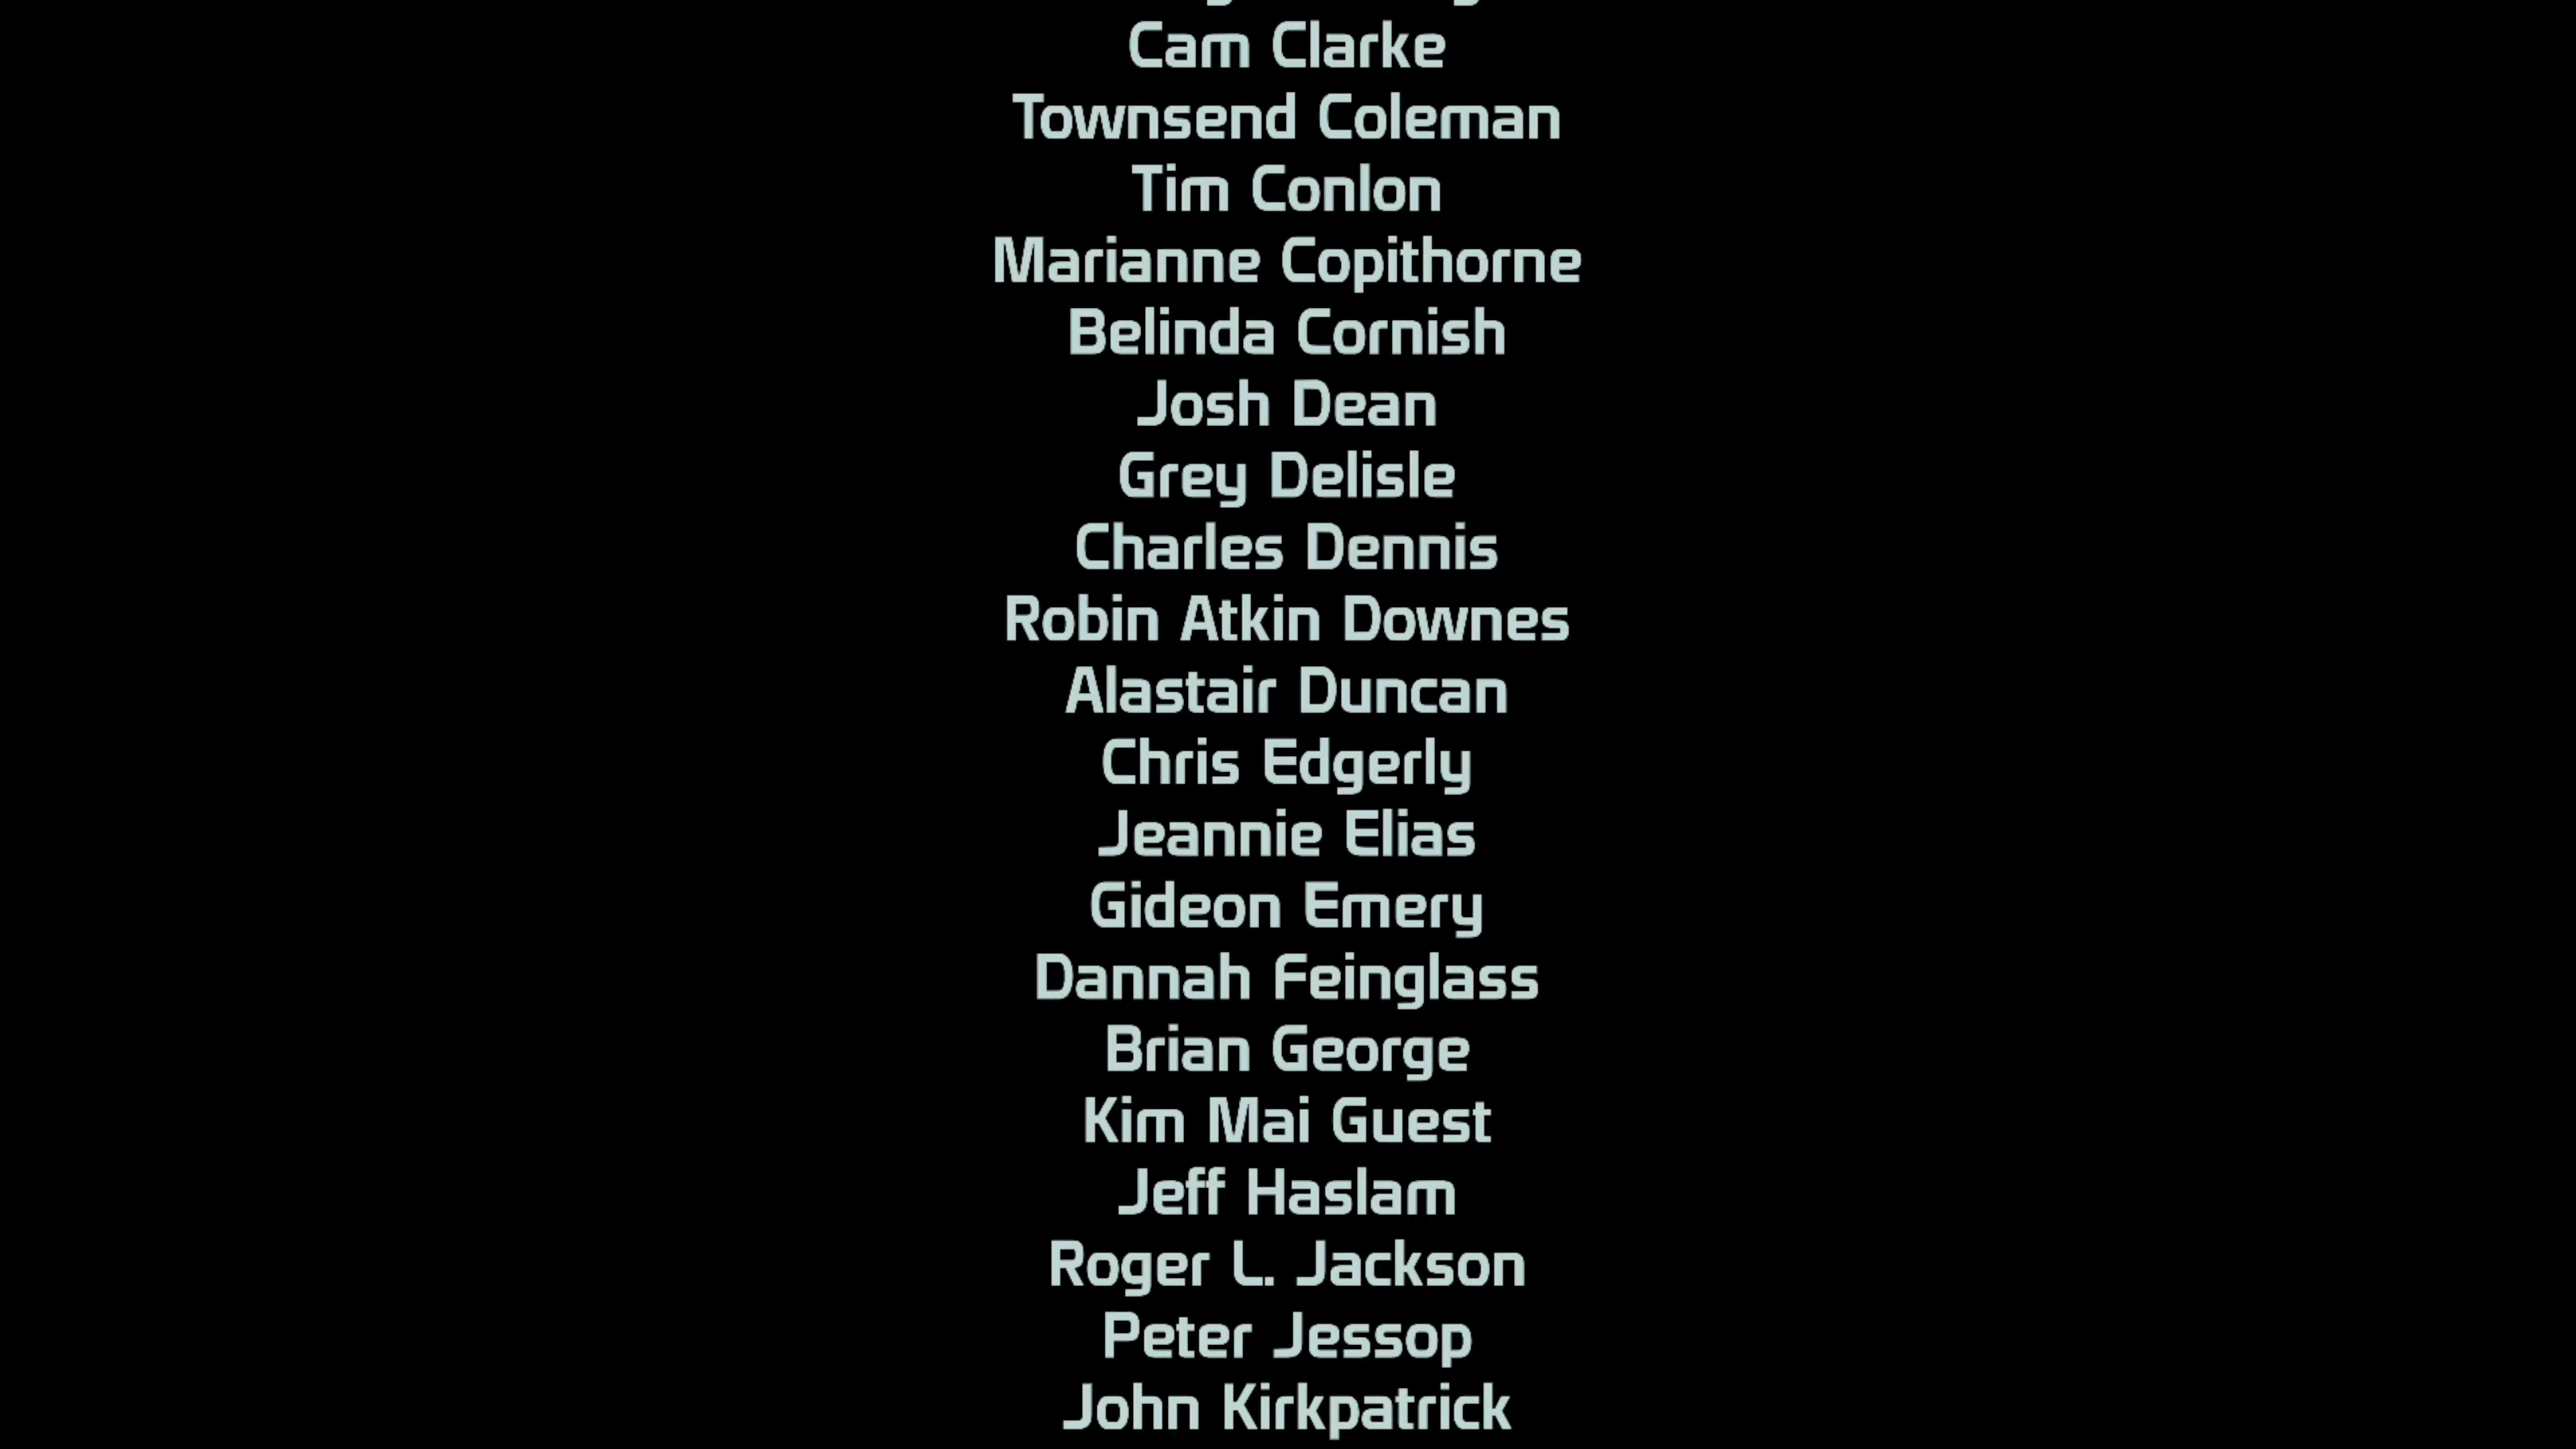 Cam Clarke
Townsend Coleman
Tim Conlon
Marianne Copithorne
Belinda Cornish
Josh Dean
Grey Delisle
Charles Dennis
Robin Atkin Downes
Alastair Duncan
Chris Edgerly
Jeannie Elias
Gideon Emery
Dannah Feinglass
Brian George
Kim Mai Guest
Jeff Haslam
Roger L. Jackson
Peter Jessop
John Kirkpatrick